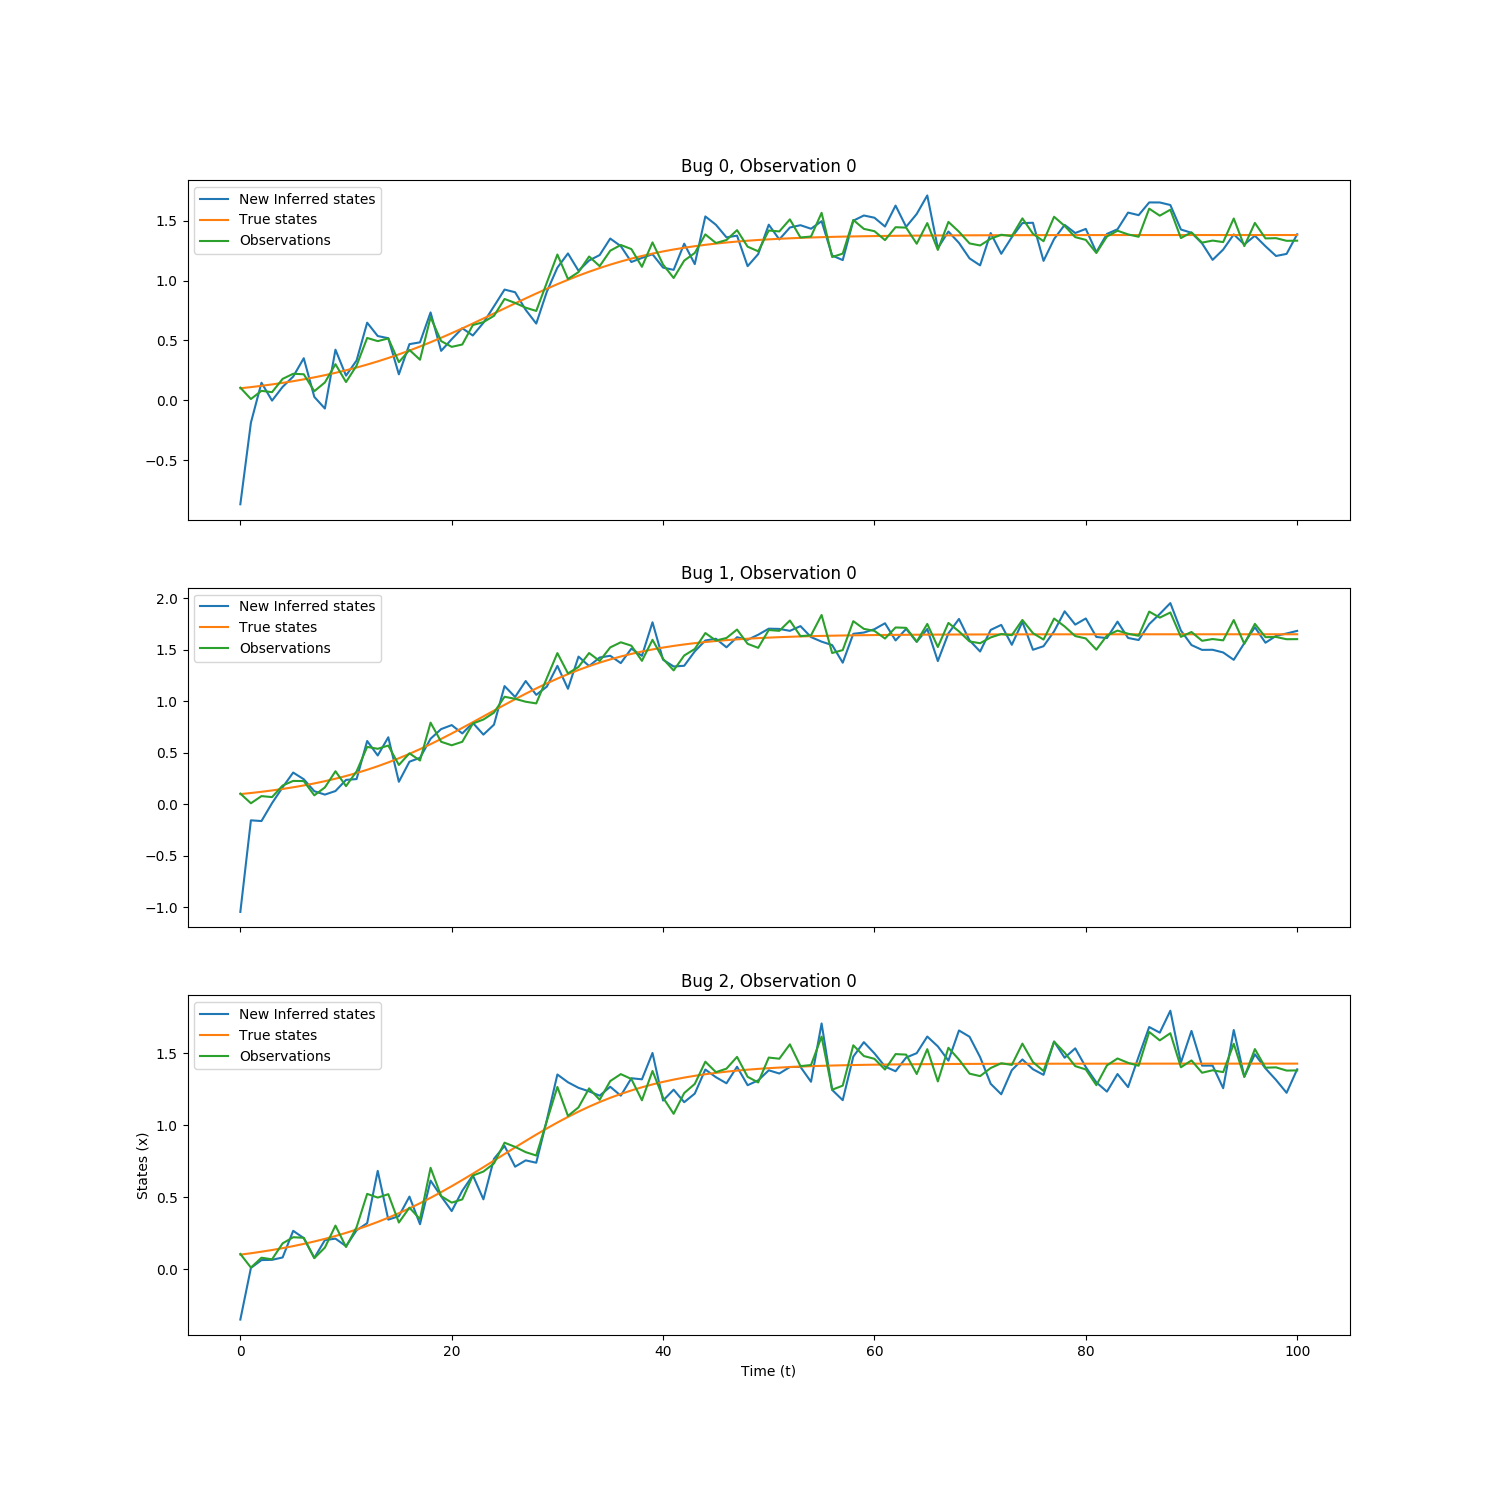 Bug 0, Observation 0
New Inferred states
True states
Observations
1.5
1.0
0.5
0.0
−0.5
Bug 1, Observation 0
New Inferred states
True states
Observations
2.0
1.5
1.0
0.5
0.0
−0.5
−1.0
Bug 2, Observation 0
New Inferred states
True states
Observations
1.5
1.0
0.5
0.0
States (x)
0 20 40 60 80 100
Time (t)